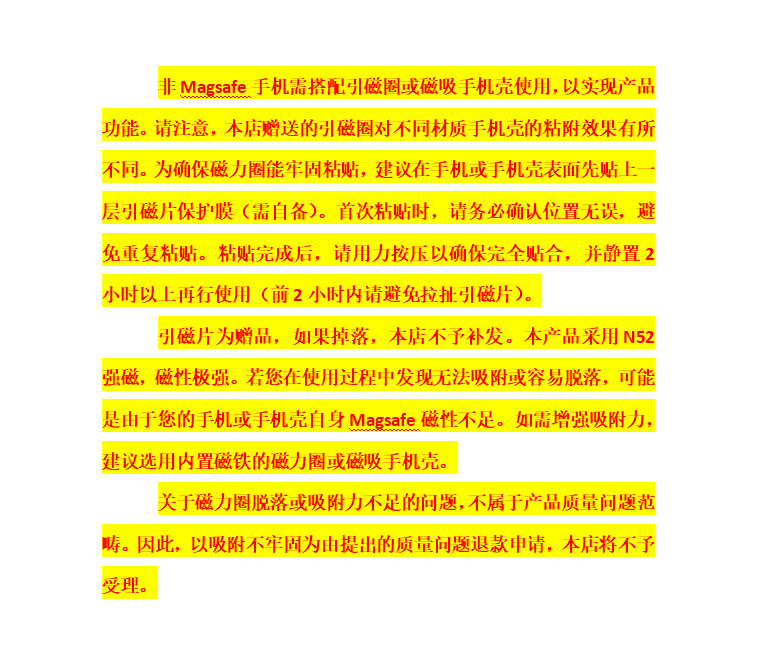 非 Magsafe 手机需搭配引磁圈或磁吸手机壳使用，以实现产品
功能。请注意，本店赠送的引磁圈对不同材质手机壳的粘附效果有所
不同。为确保磁力圈能牢固粘贴，建议在手机或手机壳表面先贴上一
层引磁片保护膜（需自备）。首次粘贴时，请务必确认位置无误，避
免重复粘贴。粘贴完成后，请用力按压以确保完全贴合，并静置 2
小时以上再行使用（前 2 小时内请避免拉扯引磁片）。
引磁片为赠品，如果掉落，本店不予补发。本产品采用 N52
强磁，磁性极强。若您在使用过程中发现无法吸附或容易脱落，可能
是由于您的手机或手机壳自身 Magsafe 磁性不足。如需增强吸附力，
建议选用内置磁铁的磁力圈或磁吸手机壳。
关于磁力圈脱落或吸附力不足的问题，不属于产品质量问题范
畴。因此，以吸附不牢固为由提出的质量问题退款申请，本店将不予
受理。